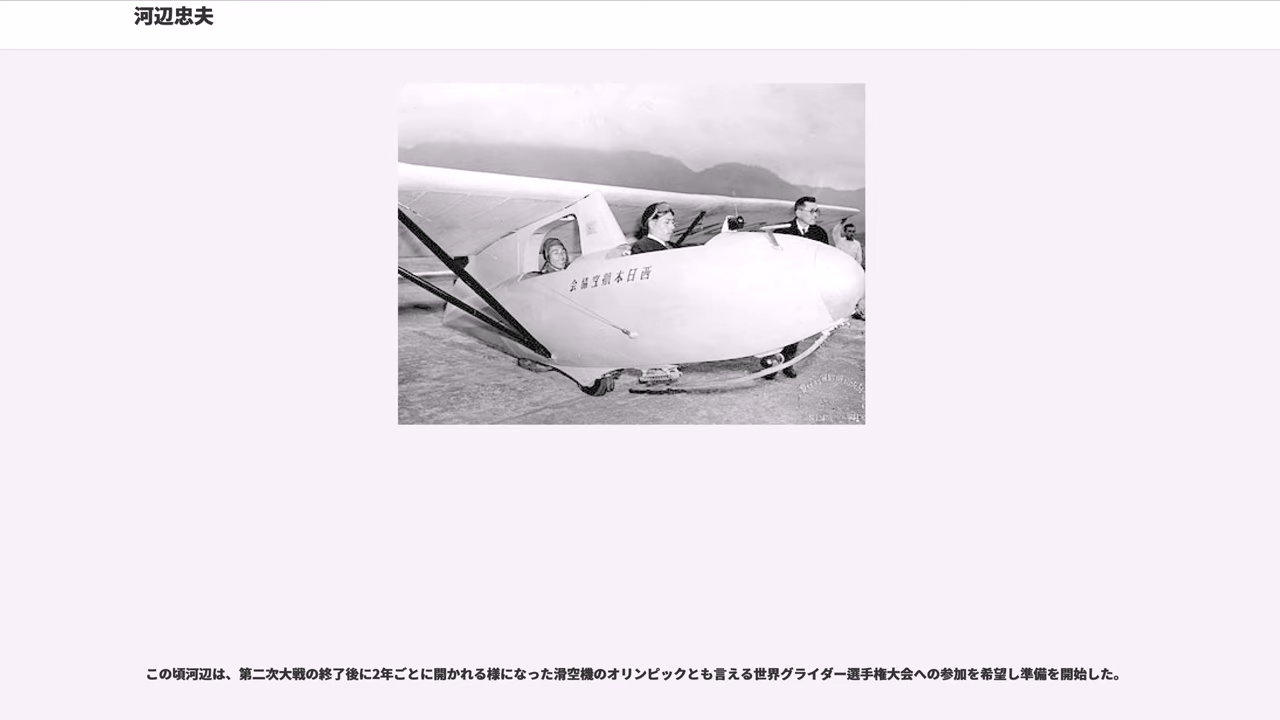 河辺忠夫
西日本航空協会
この頃河辺は、第二次大戦の終了後に2年ごとに開かれる様になった滑空機のオリンピックとも言える世界グライダー選手権大会への参加を希望し準備を開始した。